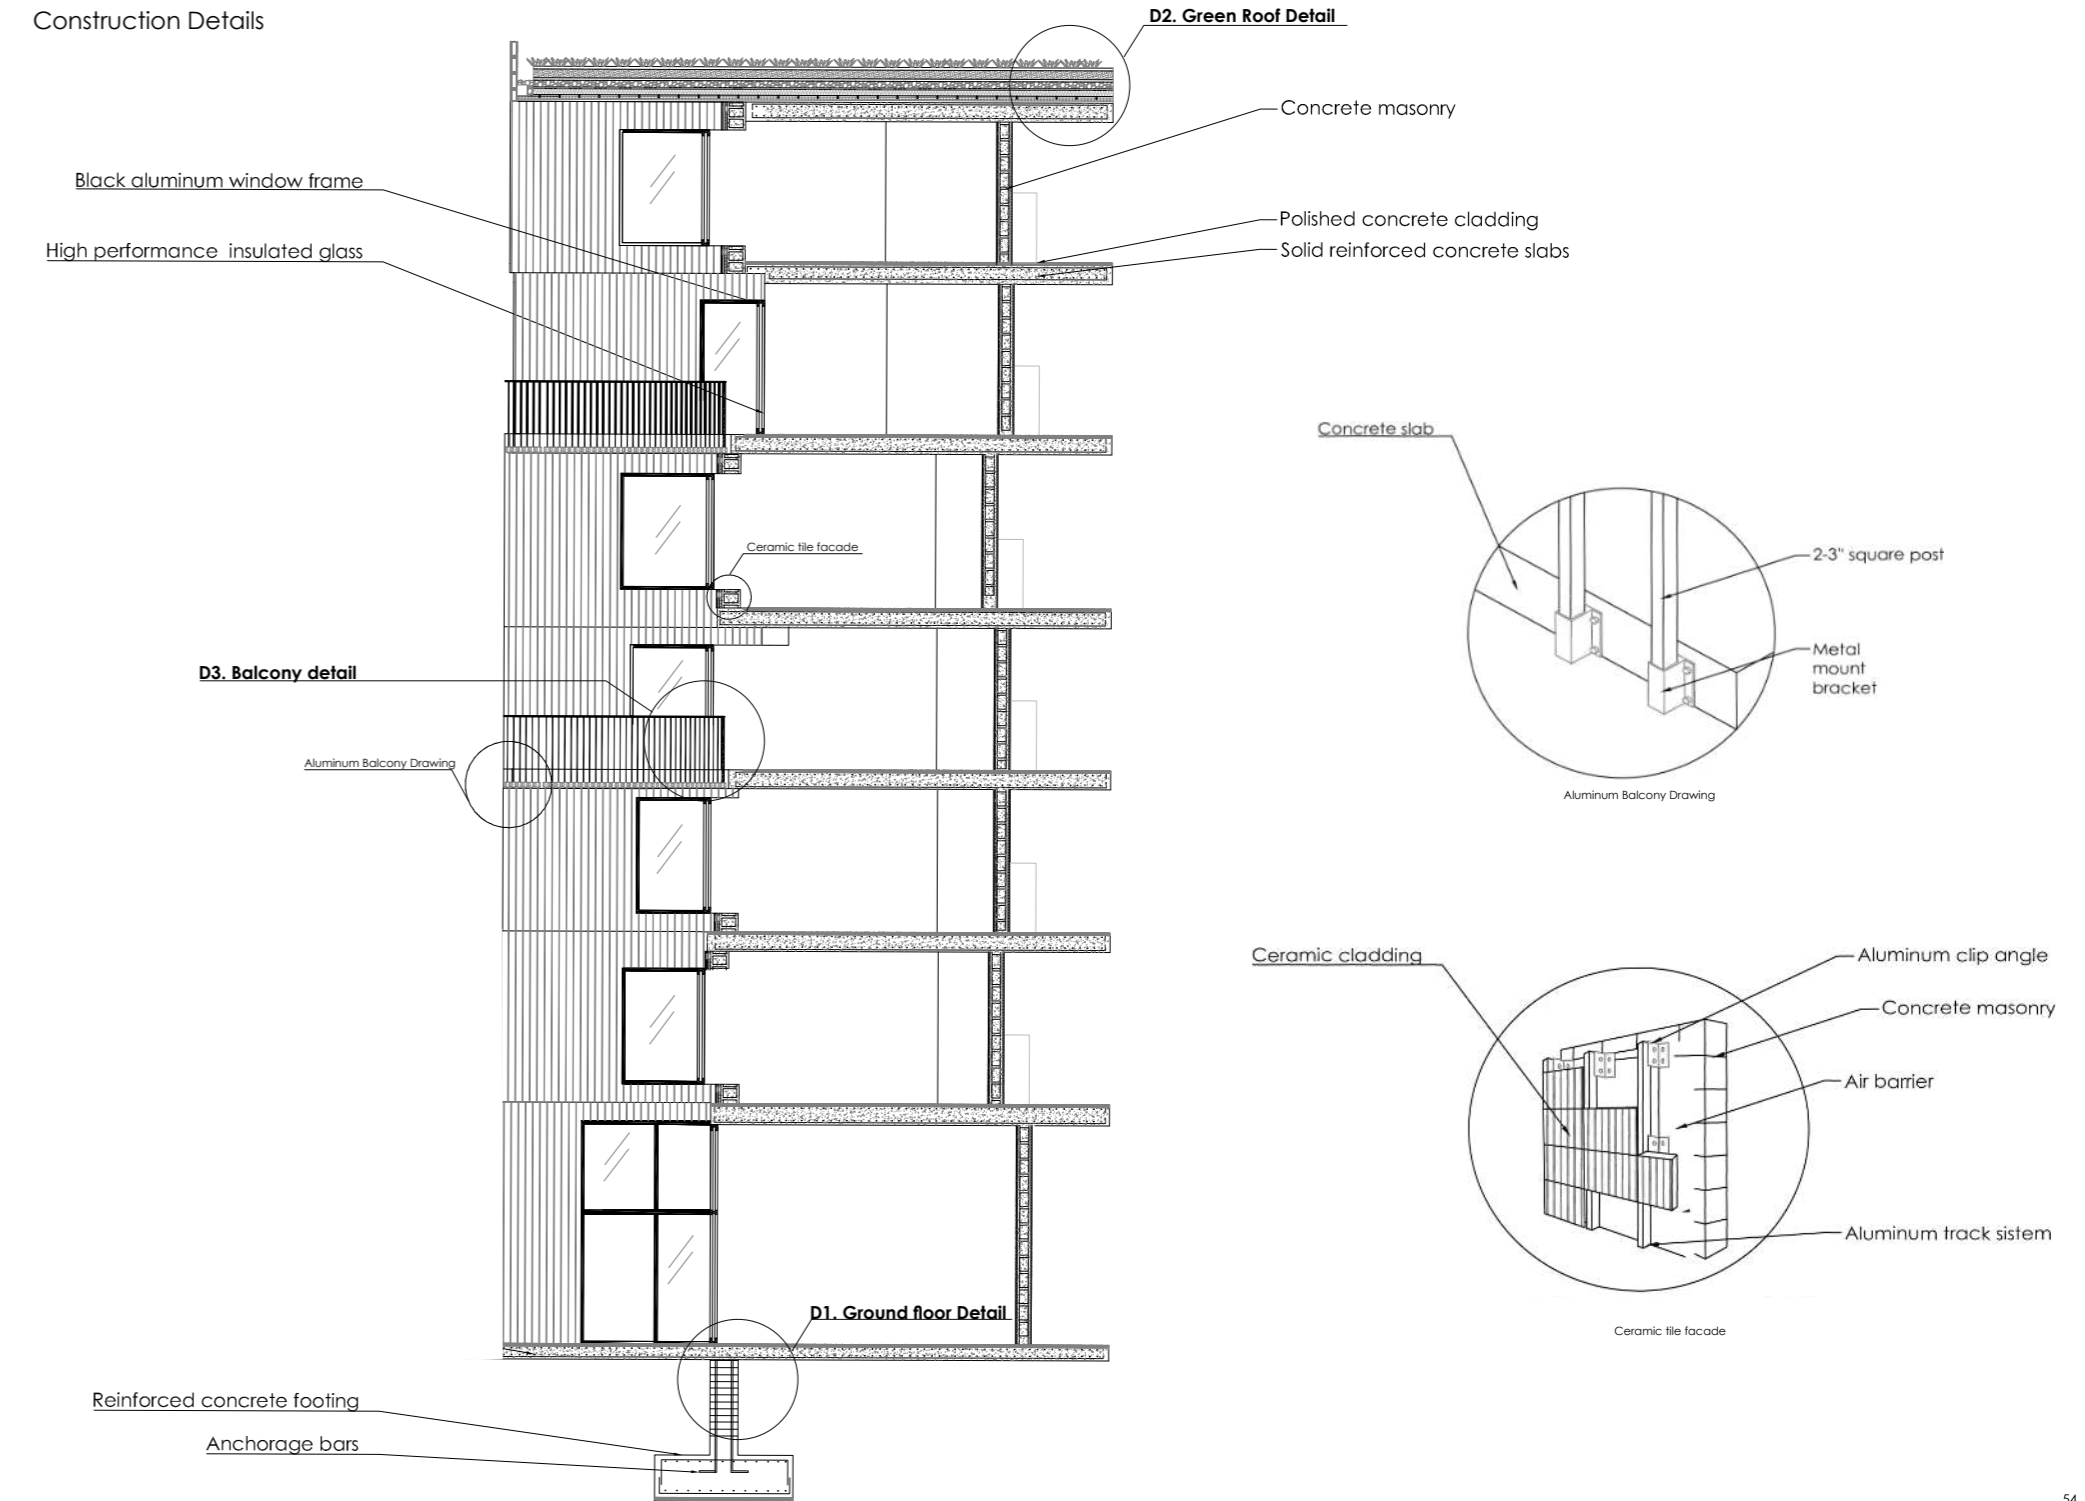 Construction Details
D2. Green Roof Detail
Concrete masonry
Black aluminum window frame
Polished concrete cladding
High performance insulated glass
Solid reinforced concrete slabs
Concrete slab
Ceramic tile facade
2-3" square post
D3. Balcony detail
Metal
mount
bracket
Aluminum Balcony Drawing
Aluminum Balcony Drawing
Ceramic cladding
Aluminum clip angle
Concrete masonry
Air barrier
Aluminum track sistem
D1. Ground floor Detail
Ceramic tile facade
Reinforced concrete footing
Anchorage bars
54